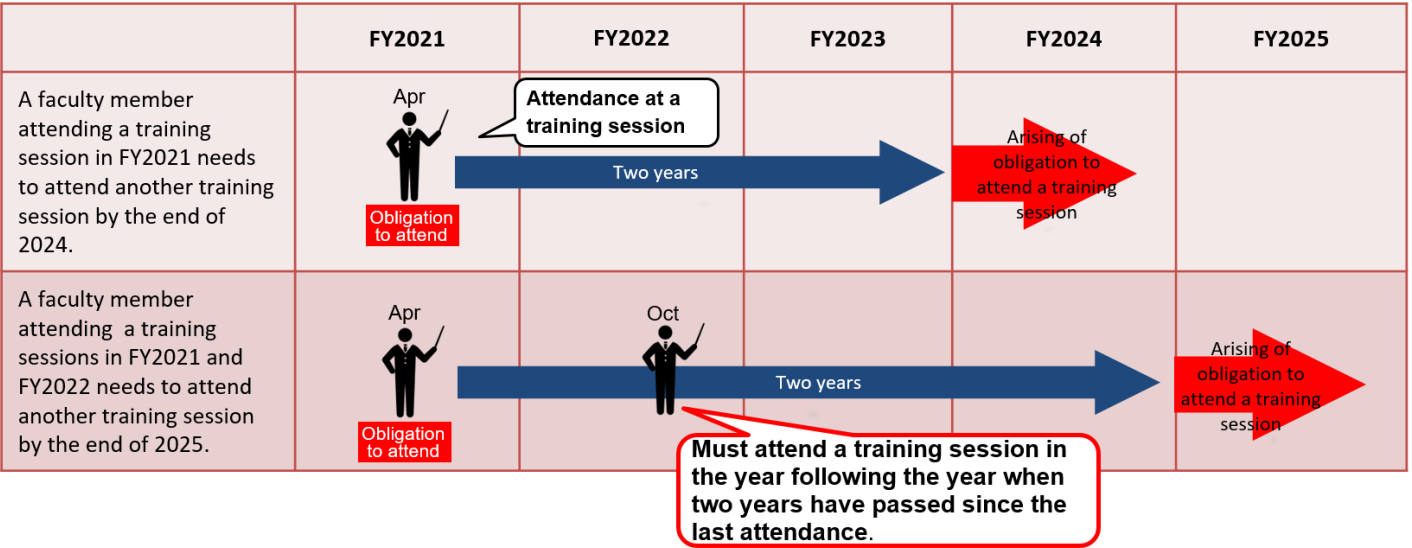 FY2021
FY2022
FY2023
FY2024
FY2025
A faculty member
attending a training
session in FY2021 needs
to attend another training
session by the end of
2024.
Apr
Obligation
to attend
Attendance at a
training session
Two years
Arising of
obligation to
attend a training
session
A faculty member
attending  a training
sessions in FY2021 and
FY2022 needs to attend
another training session
by the end of 2025.
Apr
Obligation
to attend
Oct
Two years
Must attend a training session in
the year following the year when
two years have passed since the
last attendance.
Arising of
obligation to
attend a training
session